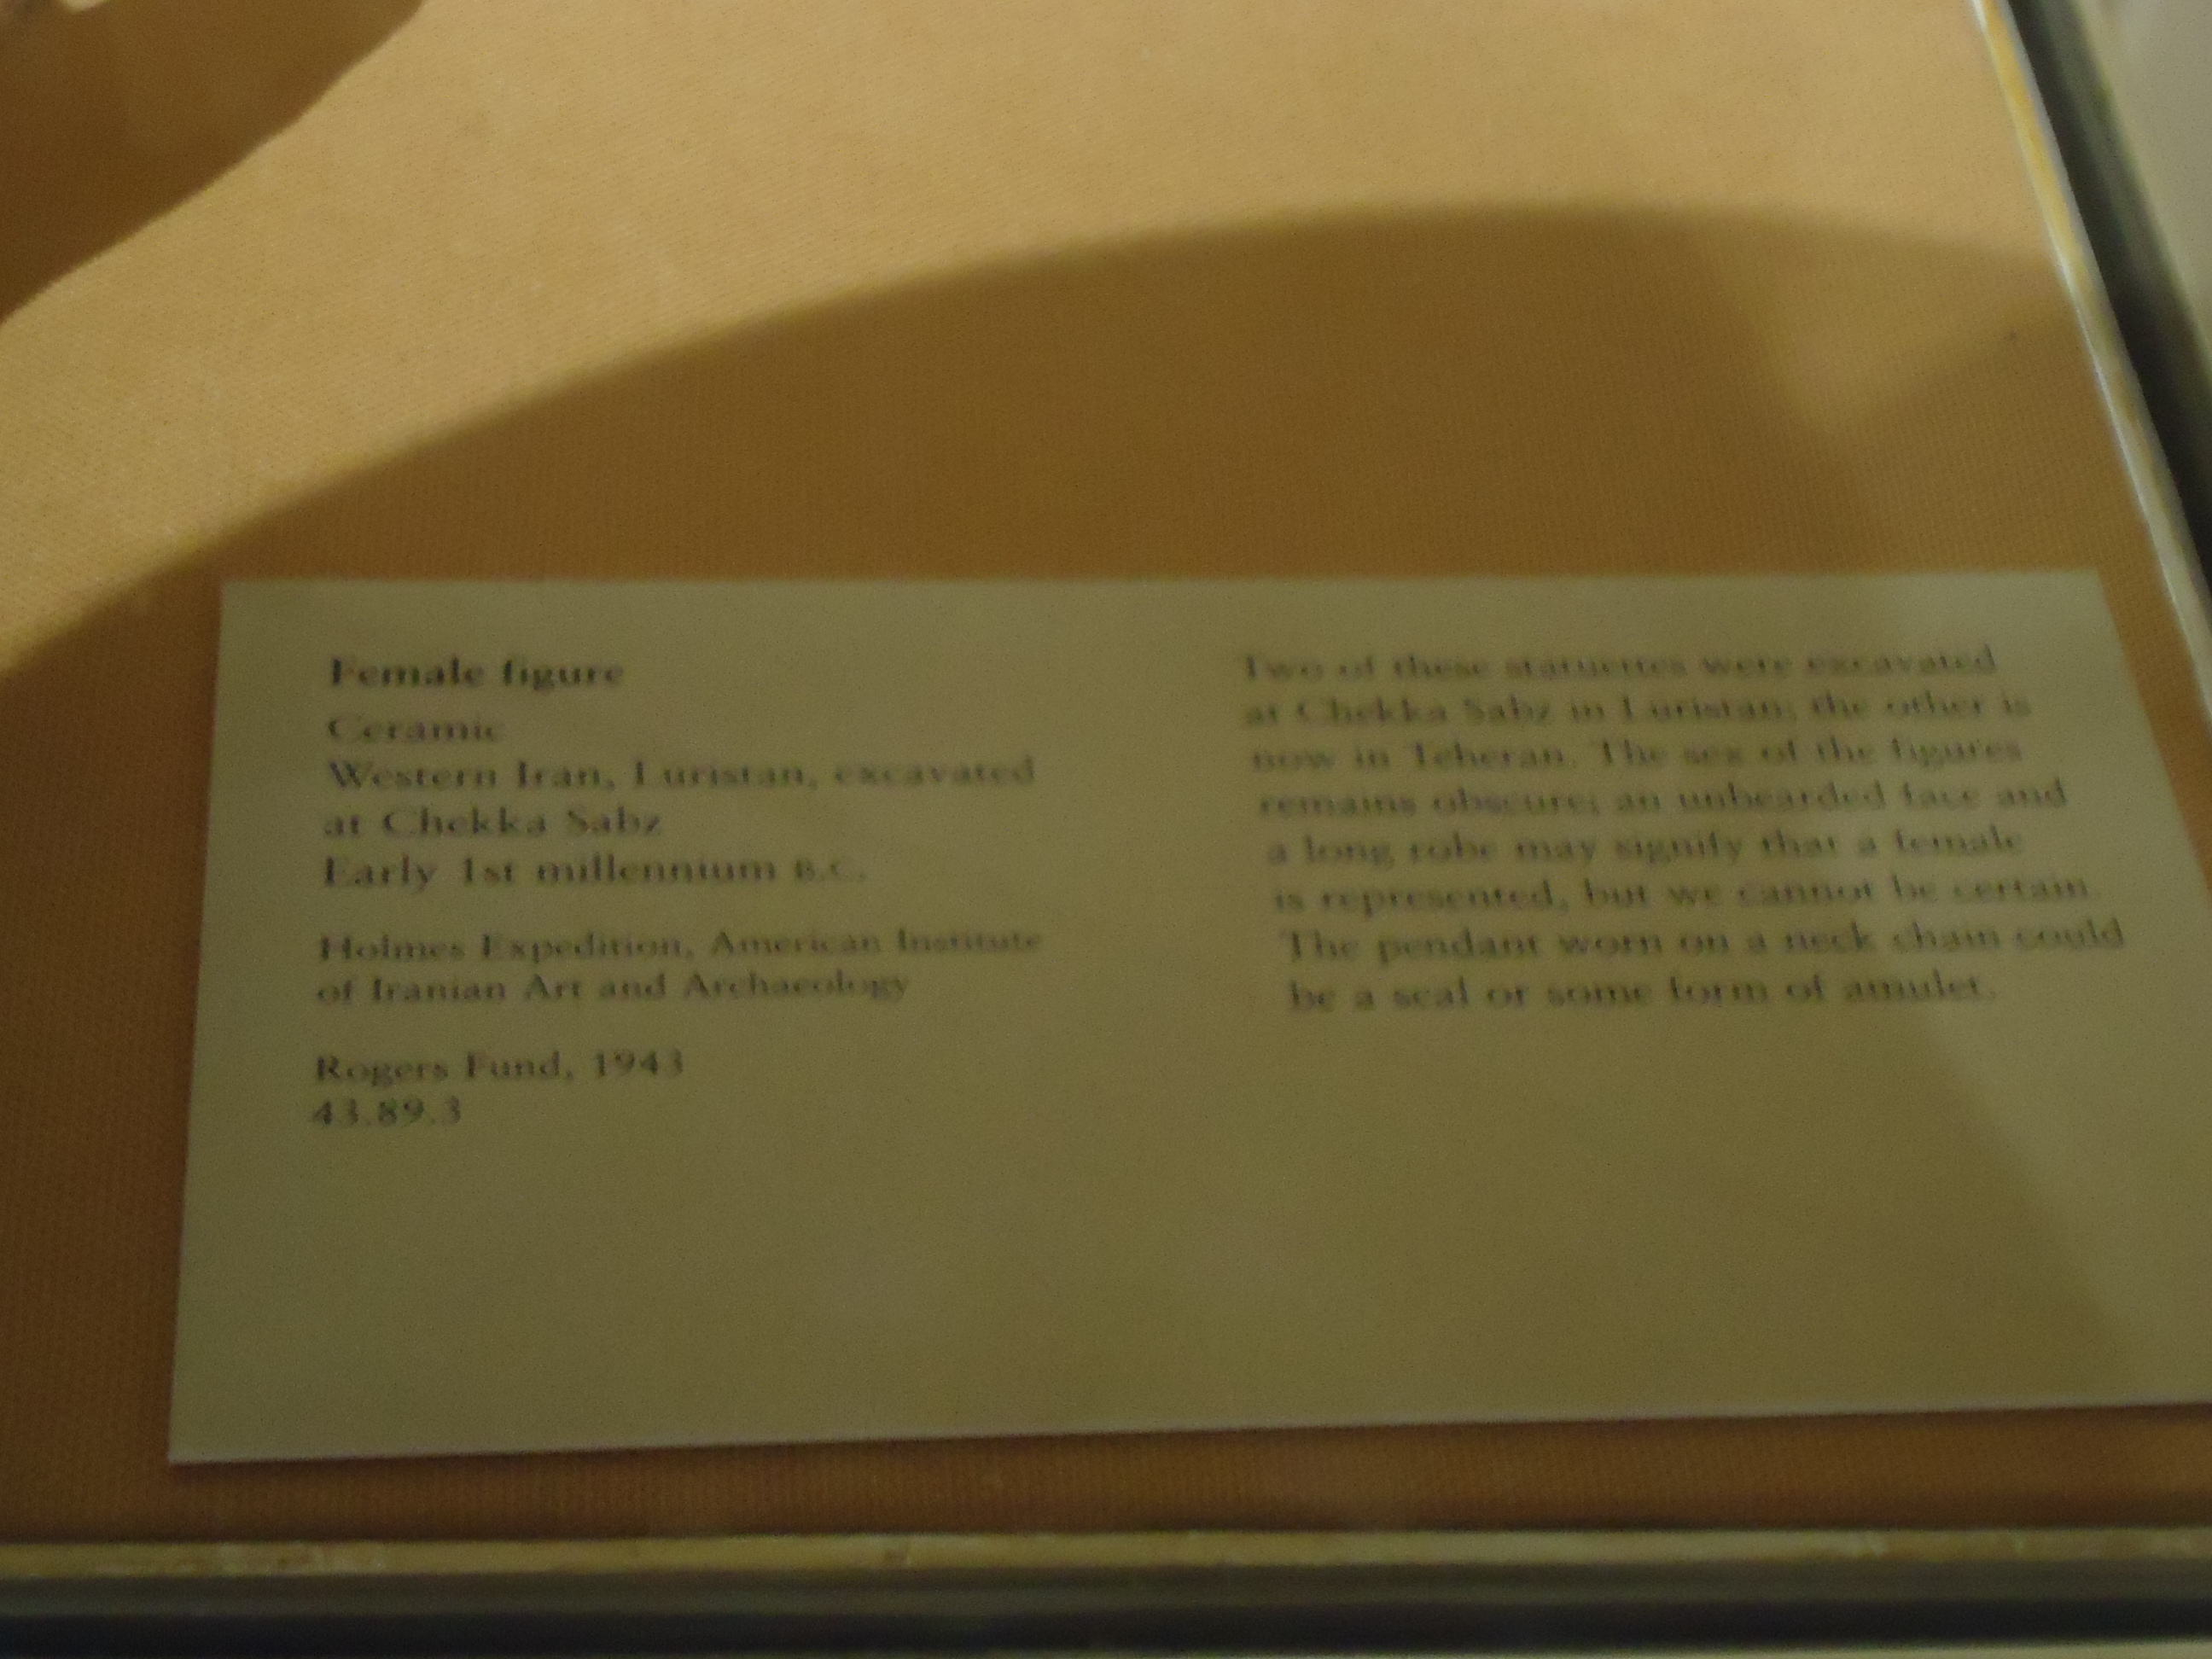 Female figure
Ceramic
Western Iran, Luristan, excavated
at Chekka Sabz
Early 1st millennium B.C.
Holmes Expedition, American Institute
of Iranian Art and Archaeology
Rogers Fund, 1943
43.89.3
Two of these statuettes were excavated
at Chekka Sabz in Luristan; the other is
now in Teheran. The sex of the figures
remains obscure; an unbearded face and
a long robe may signify that a female
is represented, but we cannot be certain.
The pendant worn on a neck chain could
be a seal or some form of amulet.